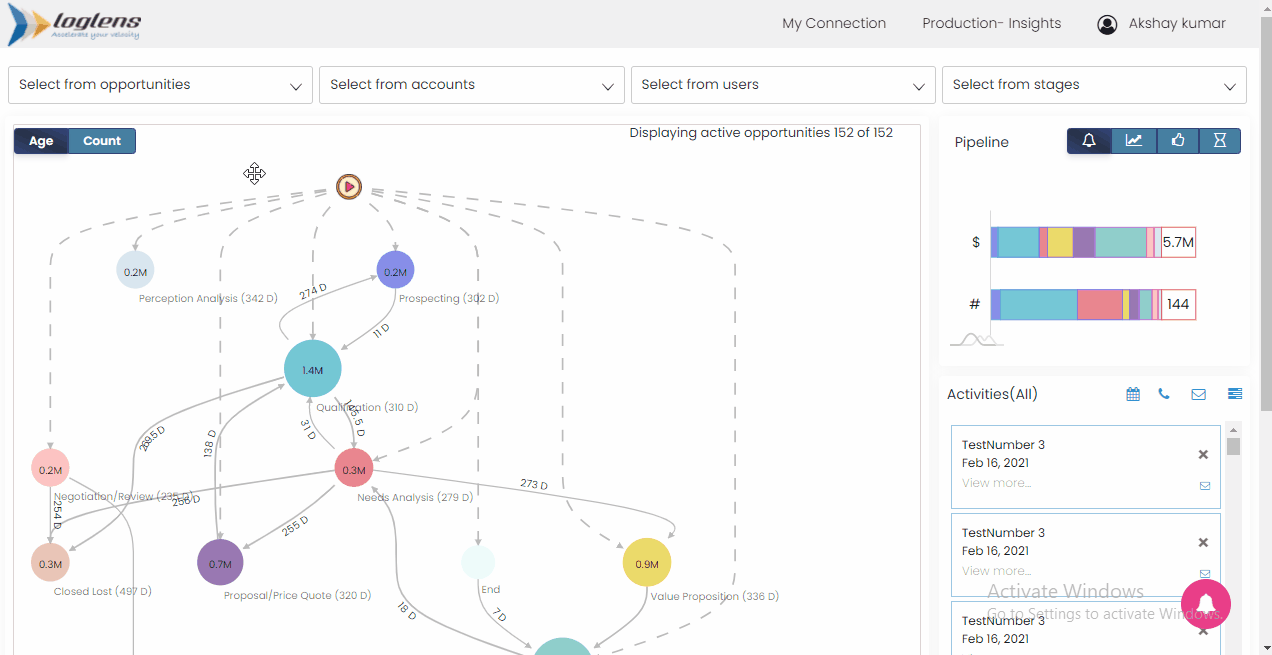 loglens
Accelerate your velocity
My Connection
Production- Insights
Akshay kumar
Select from opportunities
Select from accounts
Select from users
Select from stages
Age
Count
Displaying active opportunities 152 of 152
Pipeline
0.2M
Perception Analysis (342 D)
0.2M
Prospecting (302 D)
274 D
11 D
$
5.7M
#
144
1.4M
Qualification (310 D)
145.5 D
31 D
138 D
0.2M
Negotiation/Review (235 D)
256 D
254 D
0.3M
Needs Analysis (279 D)
273 D
255 D
0.3M
Closed Lost (497 D)
0.7M
Proposal/Price Quote (320 D)
End
0.9M
Value Proposition (336 D)
18 D
7 D
Activities(All)
TestNumber 3
Feb 16, 2021
View more...
TestNumber 3
Feb 16, 2021
View more...
TestNumber 3
Feb 16, 2021
Activate Windows
Go to Settings to activate Windows.